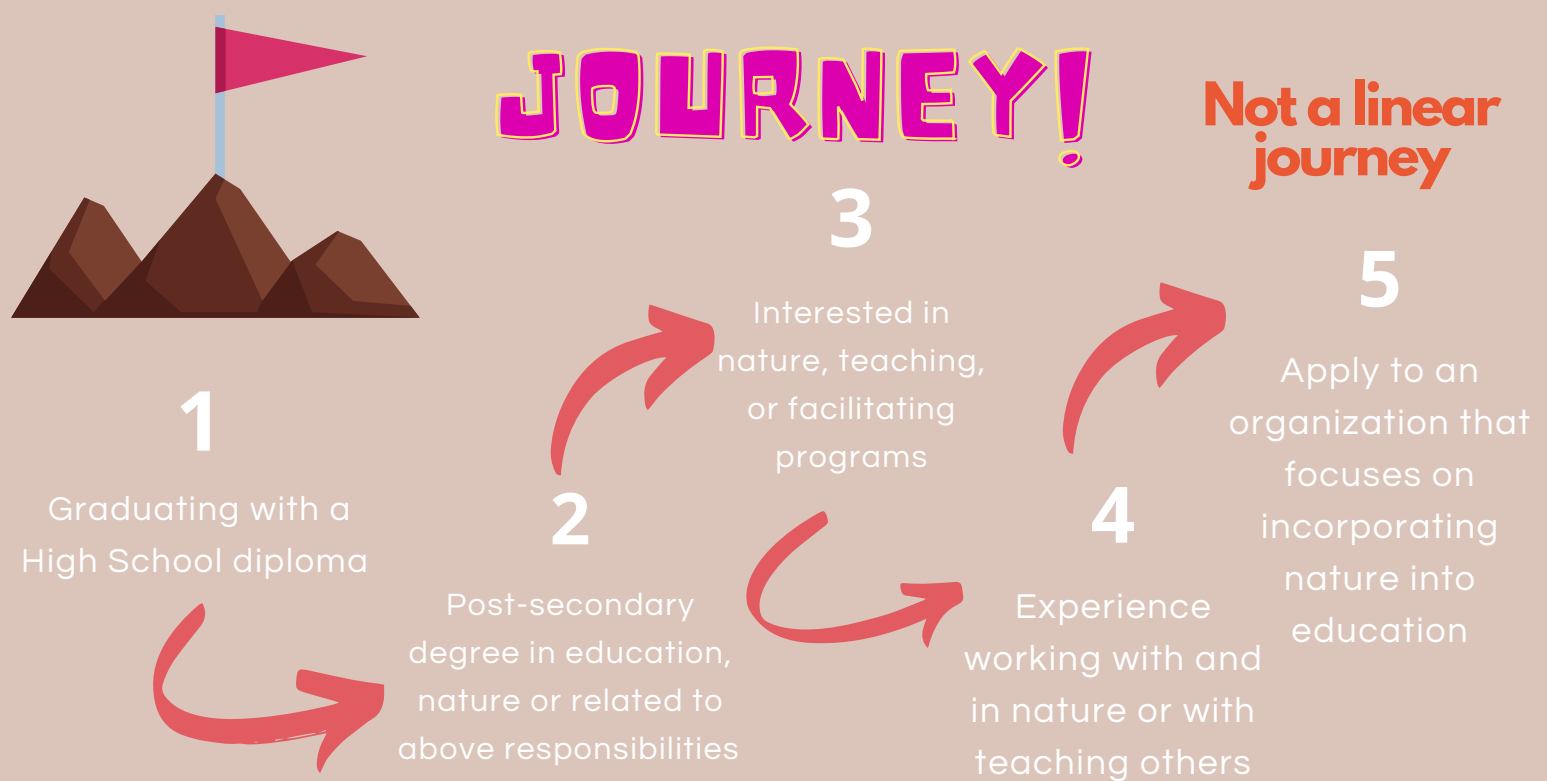 JOURNEY!
Not a linear
journey
1
Graduating with a
High School diploma
2
Post-secondary
degree in education,
nature or related to
above responsibilities
3
Interested in
nature, teaching,
or facilitating
programs
4
Experience
working with and
in nature or with
teaching others
5
Apply to an
organization that
focuses on
incorporating
nature into
education